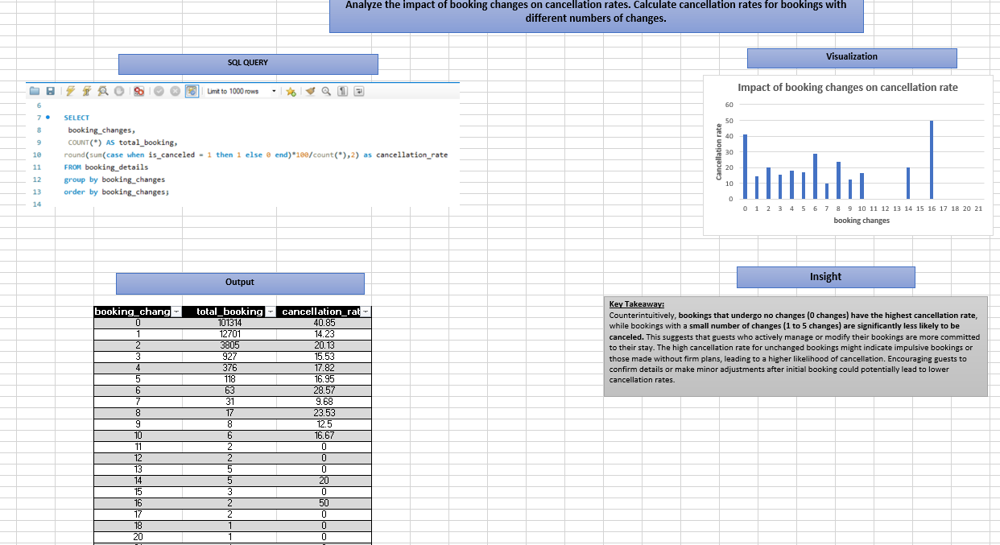 Analyze the impact of booking changes on cancellation rates. Calculate cancellation rates for bookings with
different numbers of changes.
SQL QUERY
Limit to 1000 rows
6
7 SELECT
8 booking_changes,
9 COUNT(*) AS total_booking,
10 round(sum(case when is_canceled = 1 then 1 else 0 end)*100/count(*),2) as cancellation_rate
11 FROM booking_details
12 group by booking_changes
13 order by booking_changes;
14
Visualization
Impact of booking changes on cancellation rate
Cancellation rate
60
50
40
30
20
10
0
0 1 2 3 4 5 6 7 8 9 10 11 12 13 14 15 16 17 18 20 21
booking changes
Output
booking_chang total_booking cancellation_rat
0 101314 40.85
1 12701 14.23
2 3805 20.13
3 927 15.53
4 376 17.82
5 118 16.95
6 63 28.57
7 31 9.68
8 17 23.53
9 8 12.5
10 6 16.67
11 2 0
12 2 0
13 5 0
14 5 20
15 3 0
16 2 50
17 2 0
18 1 0
20 1 0
Insight
Key Takeaway:
Counterintuitively, bookings that undergo no changes (0 changes) have the highest cancellation rate,
while bookings with a small number of changes (1 to 5 changes) are significantly less likely to be
canceled. This suggests that guests who actively manage or modify their bookings are more committed
to their stay. The high cancellation rate for unchanged bookings might indicate impulsive bookings or
those made without firm plans, leading to a higher likelihood of cancellation. Encouraging guests to
confirm details or make minor adjustments after initial booking could potentially lead to lower
cancellation rates.